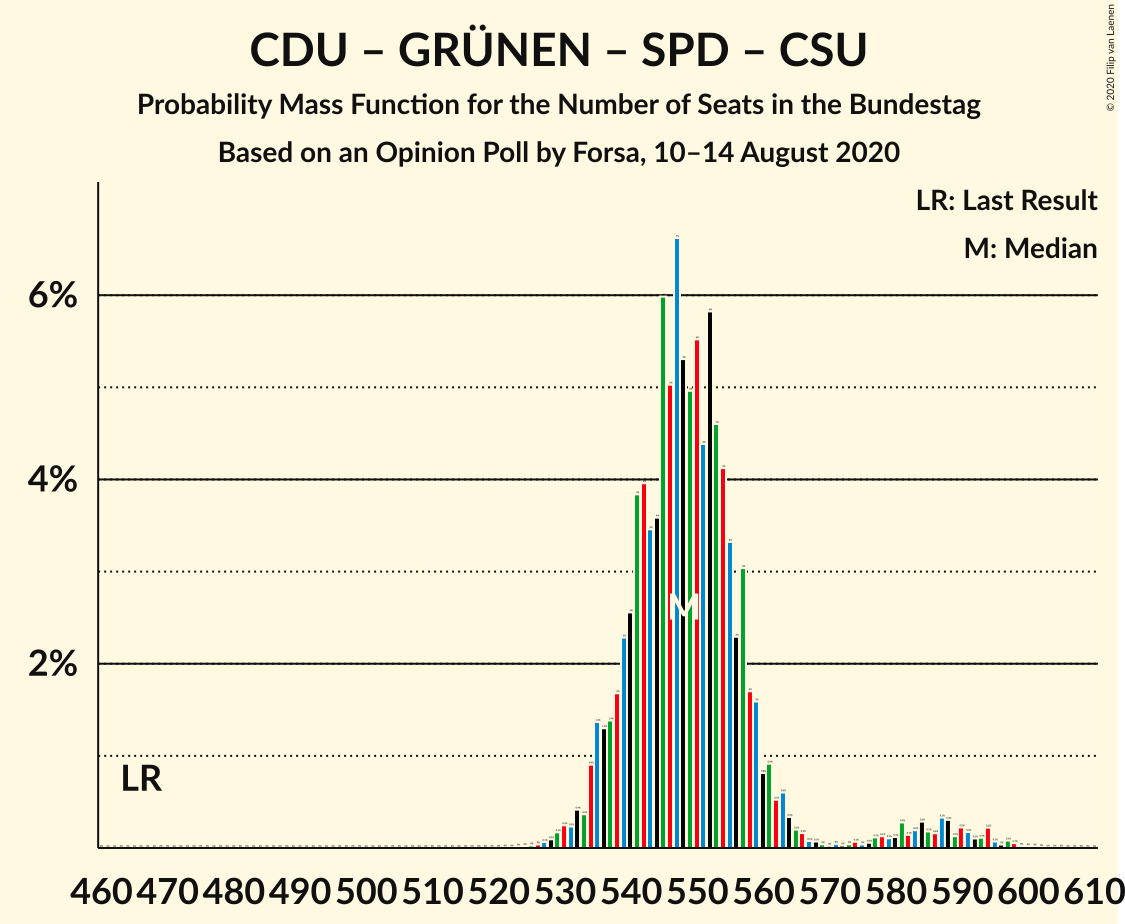 CDU – GRÜNEN – SPD – CSU
Probability Mass Function for the Number of Seats in the Bundestag
Based on an Opinion Poll by Forsa, 10–14 August 2020
© 2020 Filip van Laenen
LR: Last Result
M: Median
6%
4%
2%
LR
M
460 470 480 490 500 510 520 530 540 550 560 570 580 590 600 610